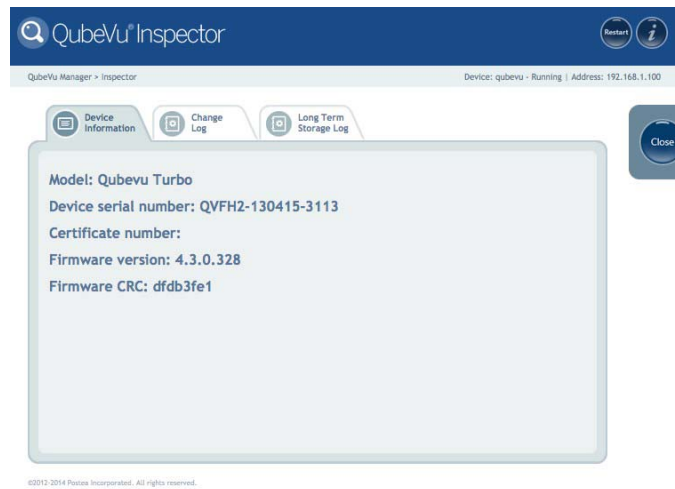 QubeVu® Inspector
Restart
i
QubeVu Manager > Inspector
Device: qubevu - Running | Address: 192.168.1.100
Device
Information
Change
Log
Long Term
Storage Log
Close
Model: Qubevu Turbo
Device serial number: QVFH2-130415-3113
Certificate number:
Firmware version: 4.3.0.328
Firmware CRC: dfdb3fe1
©2012-2014 Postea Incorporated. All rights reserved.